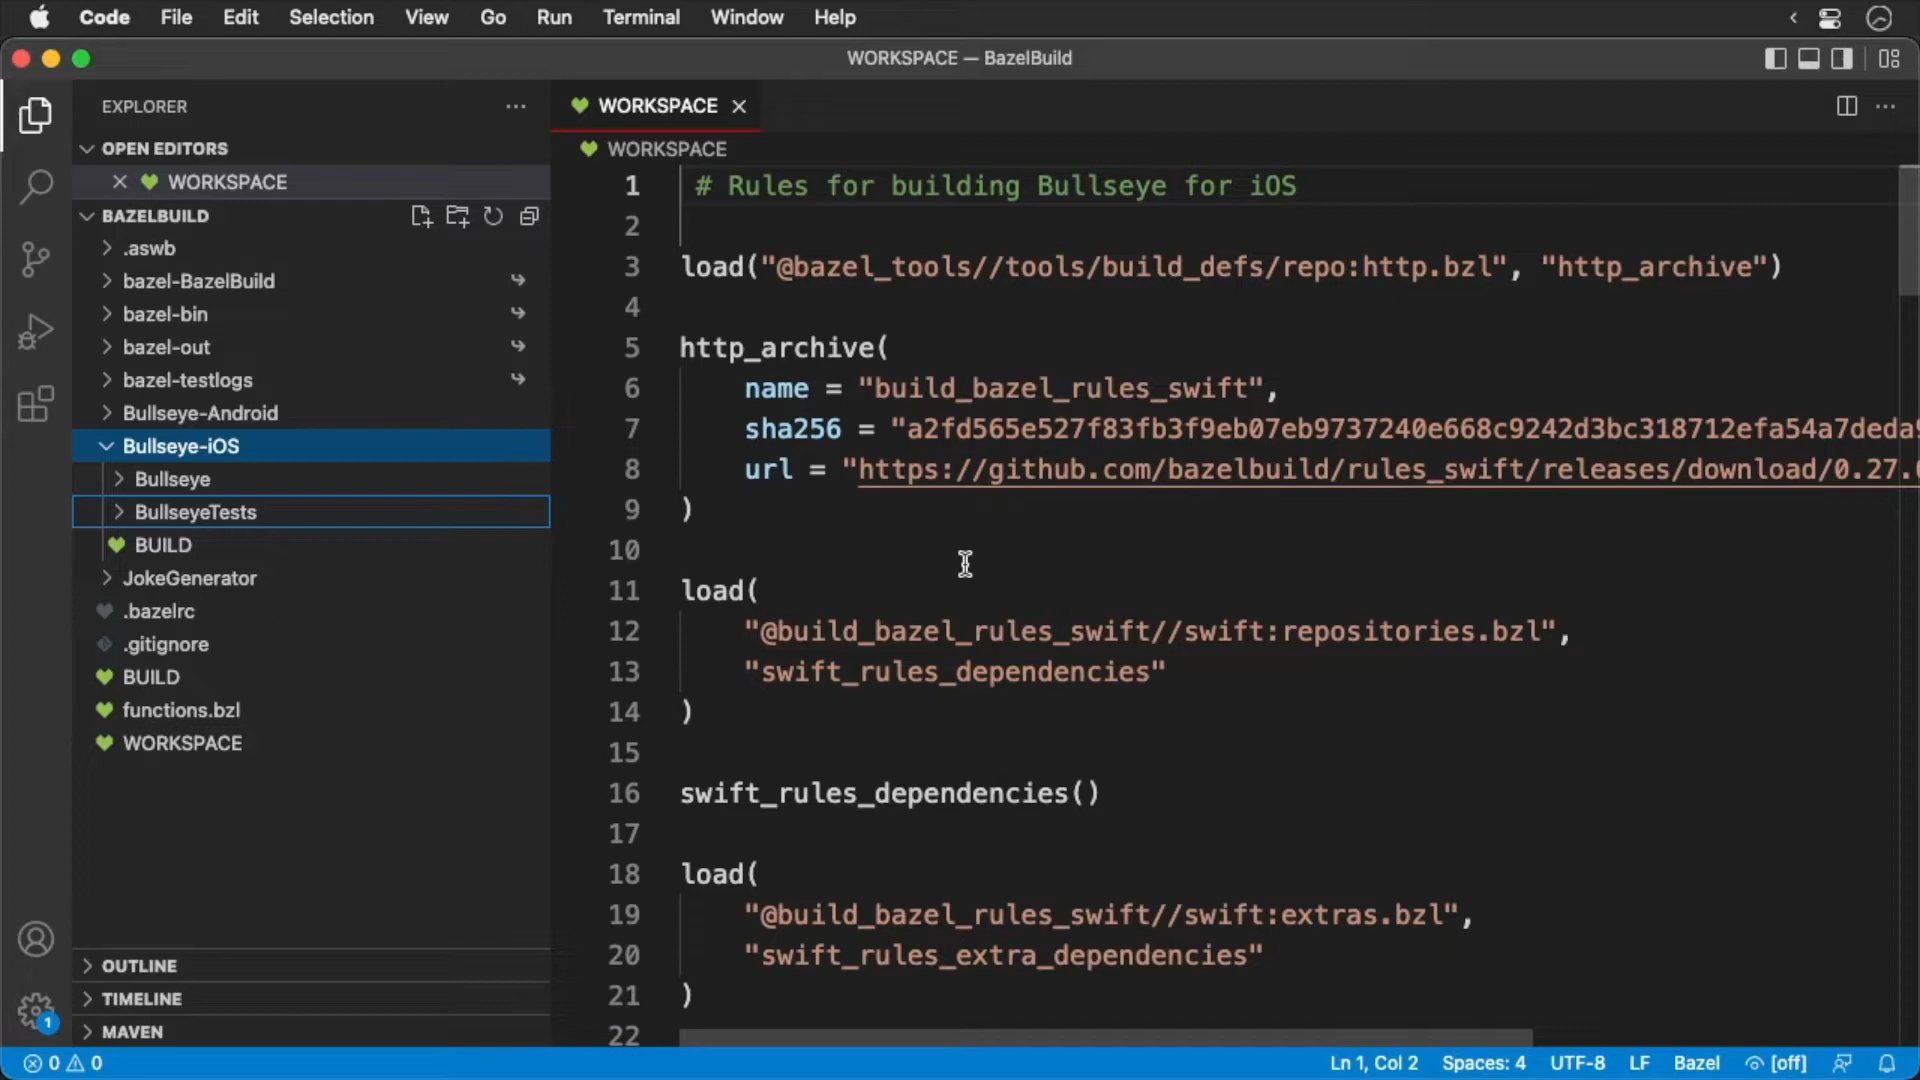 Code File Edit Selection View Go Run Terminal Window Help
WORKSPACE — BazelBuild
EXPLORER
OPEN EDITORS
WORKSPACE
BAZELBUILD
.aswb
bazel-BazelBuild
bazel-bin
bazel-out
bazel-testlogs
Bullseye-Android
Bullseye-iOS
Bullseye
BullseyeTests
BUILD
JokeGenerator
.bazelrc
.gitignore
BUILD
functions.bzl
WORKSPACE
OUTLINE
TIMELINE
MAVEN
1
WORKSPACE
WORKSPACE
1 # Rules for building Bullseye for iOS
2
3 load("@bazel_tools//tools/build_defs/repo:http.bzl", "http_archive")
4
5 http_archive(
6 name = "build_bazel_rules_swift",
7 sha256 = "a2fd565e527f83fb3f9eb07eb9737240e668c9242d3bc318712efa54a7deda
8 url = "https://github.com/bazelbuild/rules_swift/releases/download/0.27.
9 )
10
11 load(
12 "@build_bazel_rules_swift//swift:repositories.bzl",
13 "swift_rules_dependencies"
14 )
15
16 swift_rules_dependencies()
17
18 load(
19 "@build_bazel_rules_swift//swift:extras.bzl",
20 "swift_rules_extra_dependencies"
21 )
22
0 0 Ln 1, Col 2 Spaces: 4 UTF-8 LF Bazel [off]